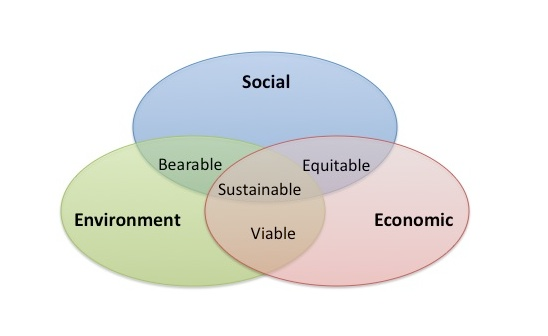 Social
Bearable
Equitable
Sustainable
Environment
Economic
Viable